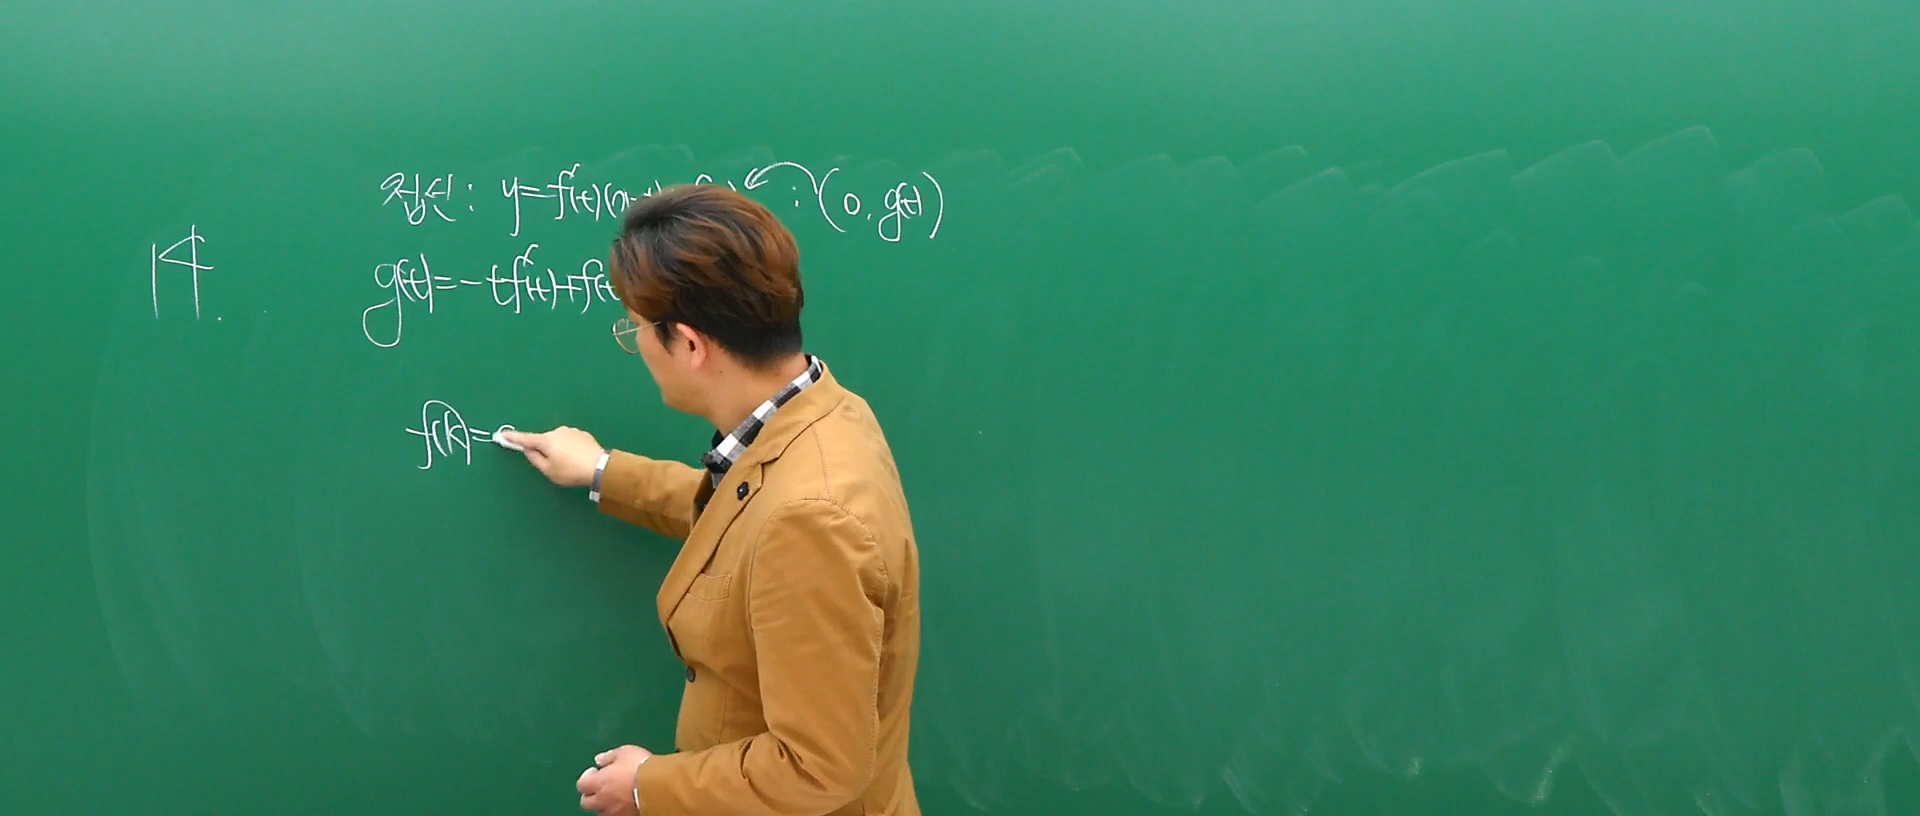 14.
접선: y=f'(t)(x-t) : (0, g(t))
g(t)=-tf'(t)+f(t
f(k)=